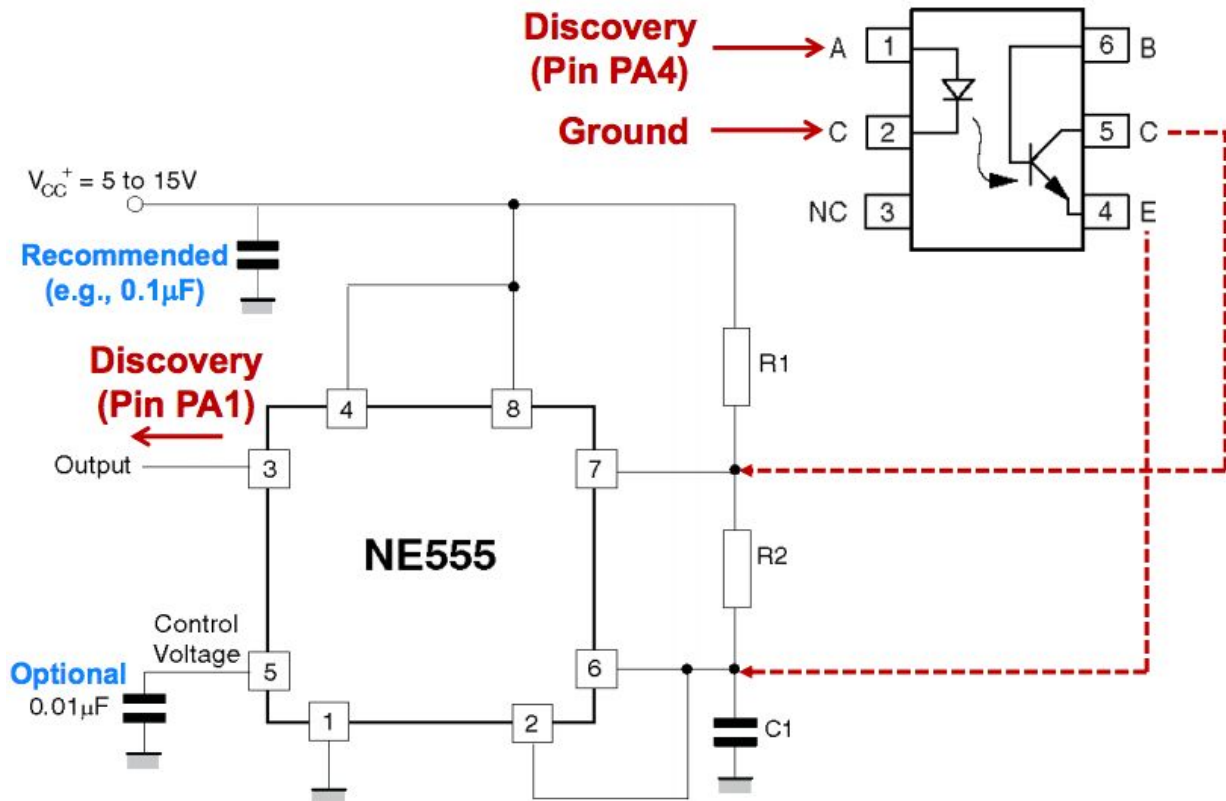 Discovery
(Pin PA4)
A 1
6 B
Ground
C 2
5 C
NC 3
4 E
V_CC^+ = 5 to 15V
Recommended
(e.g., 0.1μF)
Discovery
(Pin PA1)
4
8
R1
Output
3
7
NE555
R2
Control
Voltage
Optional
0.01μF
5
6
1
2
C1